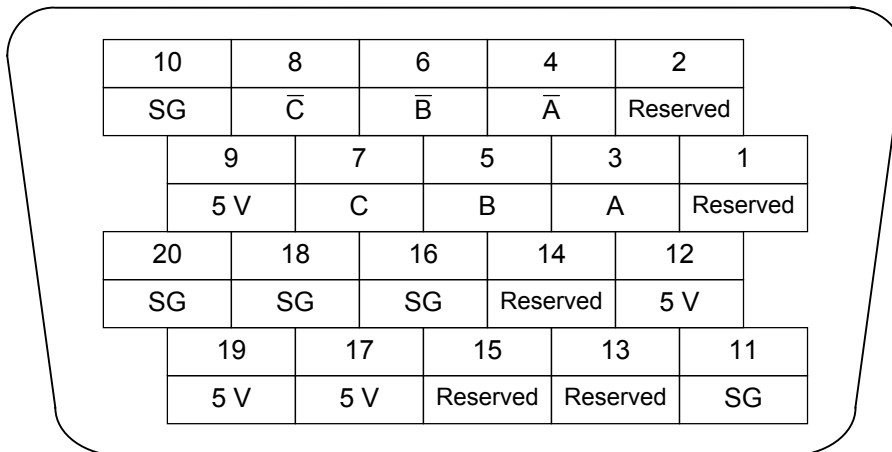 10 8 6 4 2
SG C̅ B̅ A̅ Reserved
9 7 5 3 1
5 V C B A Reserved
20 18 16 14 12
SG SG SG Reserved 5 V
19 17 15 13 11
5 V 5 V Reserved Reserved SG